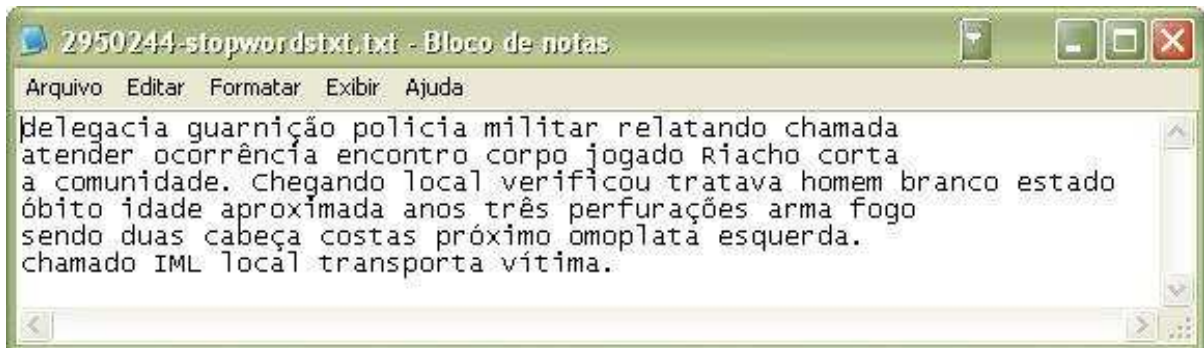 2950244-stopwordstxt.txt - Bloco de notas
Arquivo Editar Formatar Exibir Ajuda
delegacia guarnição policia militar relatando chamada
atender ocorrência encontro corpo jogado Riacho corta
a comunidade. Chegando local verificou tratava homem branco estado
óbito idade aproximada anos três perfurações arma fogo
sendo duas cabeça costas próximo omoplata esquerda.
chamado IML local transporta vítima.